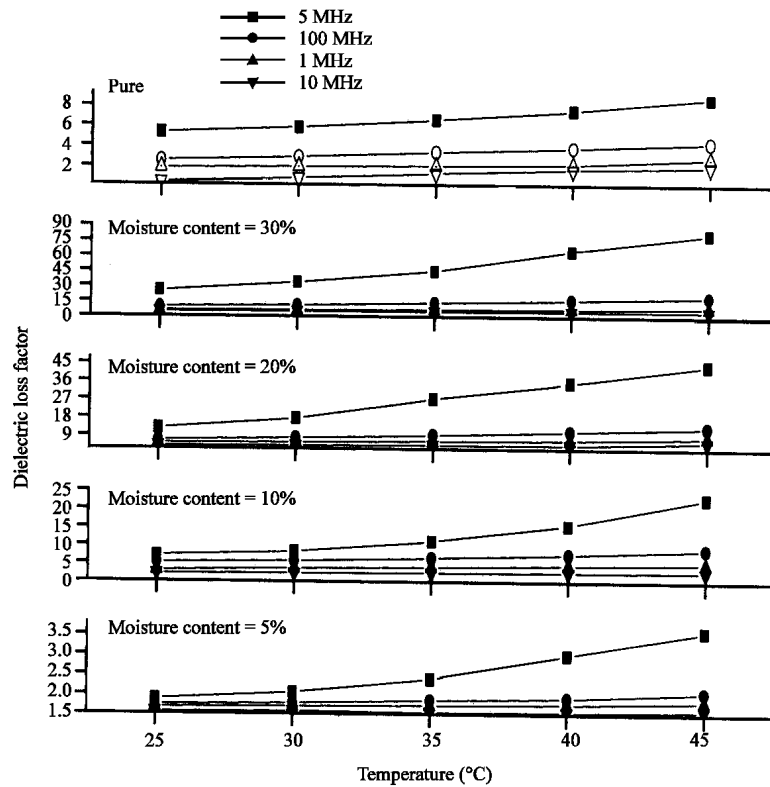 5 MHz
100 MHz
1 MHz
10 MHz
Pure
8
6
4
2
Moisture content = 30%
90
75
60
45
30
15
0
Moisture content = 20%
45
36
27
18
9
Moisture content = 10%
25
20
15
10
5
0
Moisture content = 5%
3.5
3.0
2.5
2.0
1.5
25
30
35
40
45
Dielectric loss factor
Temperature (°C)